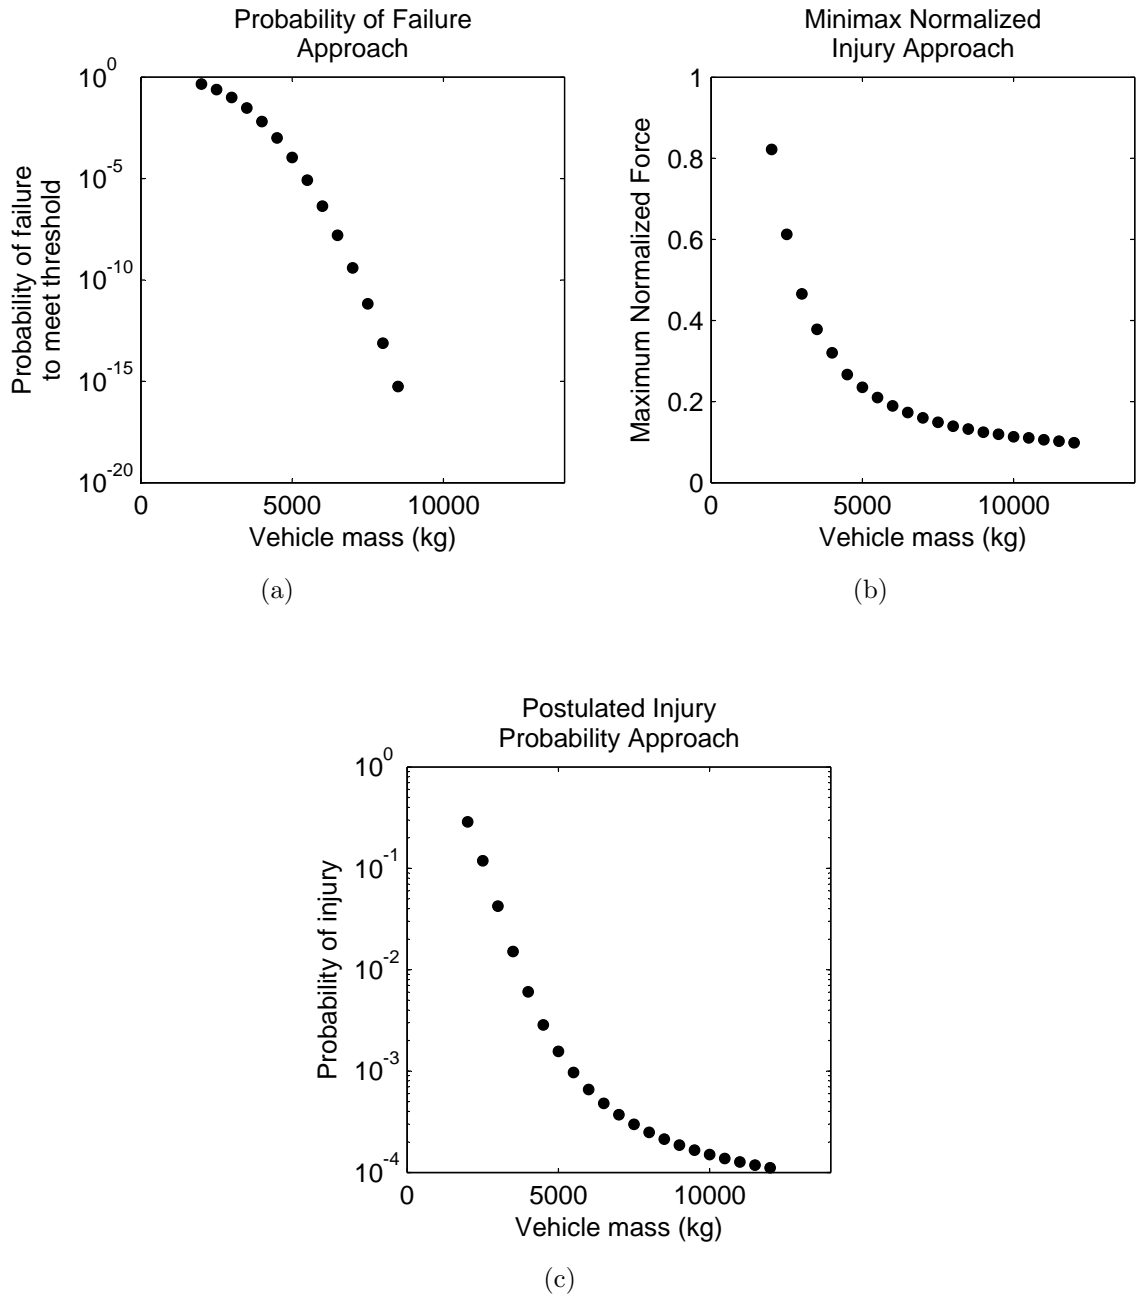 Probability of Failure
Approach
10^0
10^-5
10^-10
10^-15
10^-20
Probability of failure
to meet threshold
0
5000
10000
Vehicle mass (kg)
(a)
Minimax Normalized
Injury Approach
1
0.8
0.6
0.4
0.2
0
Maximum Normalized Force
0
5000
10000
Vehicle mass (kg)
(b)
Postulated Injury
Probability Approach
10^0
10^-1
10^-2
10^-3
10^-4
Probability of injury
0
5000
10000
Vehicle mass (kg)
(c)